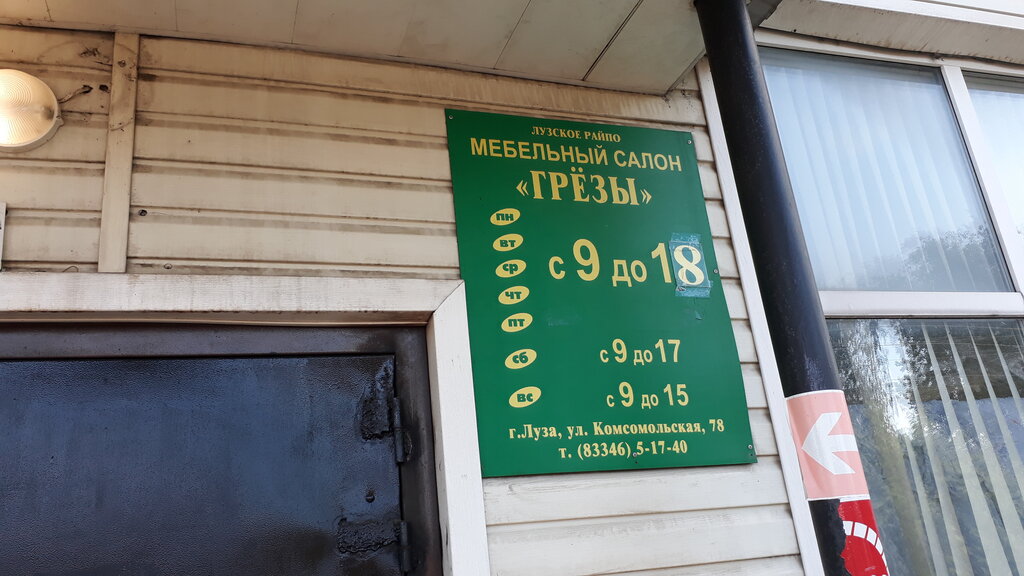 ЛУЗСКОЕ РАЙПО
МЕБЕЛЬНЫЙ САЛОН
«ГРЁЗЫ»
пн
вт
ср
чт
пт
с 9 до 18
сб с 9 до 17
вс с 9 до 15
г.Луза, ул. Комсомольская, 78
т. (83346) 5-17-40